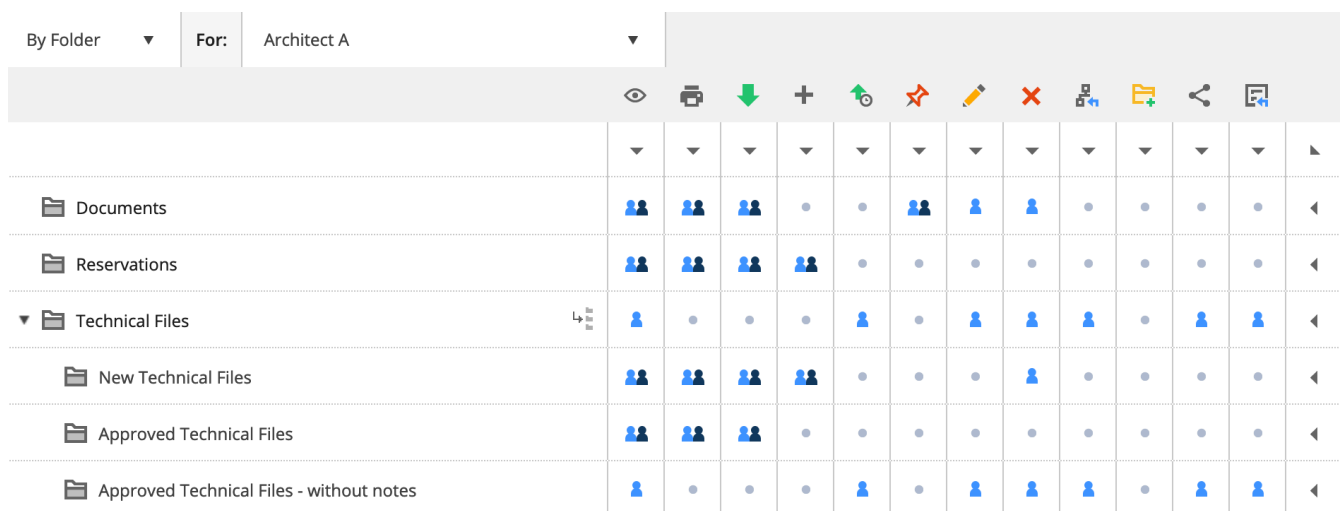 By Folder For: Architect A
Documents
Reservations
Technical Files
New Technical Files
Approved Technical Files
Approved Technical Files - without notes